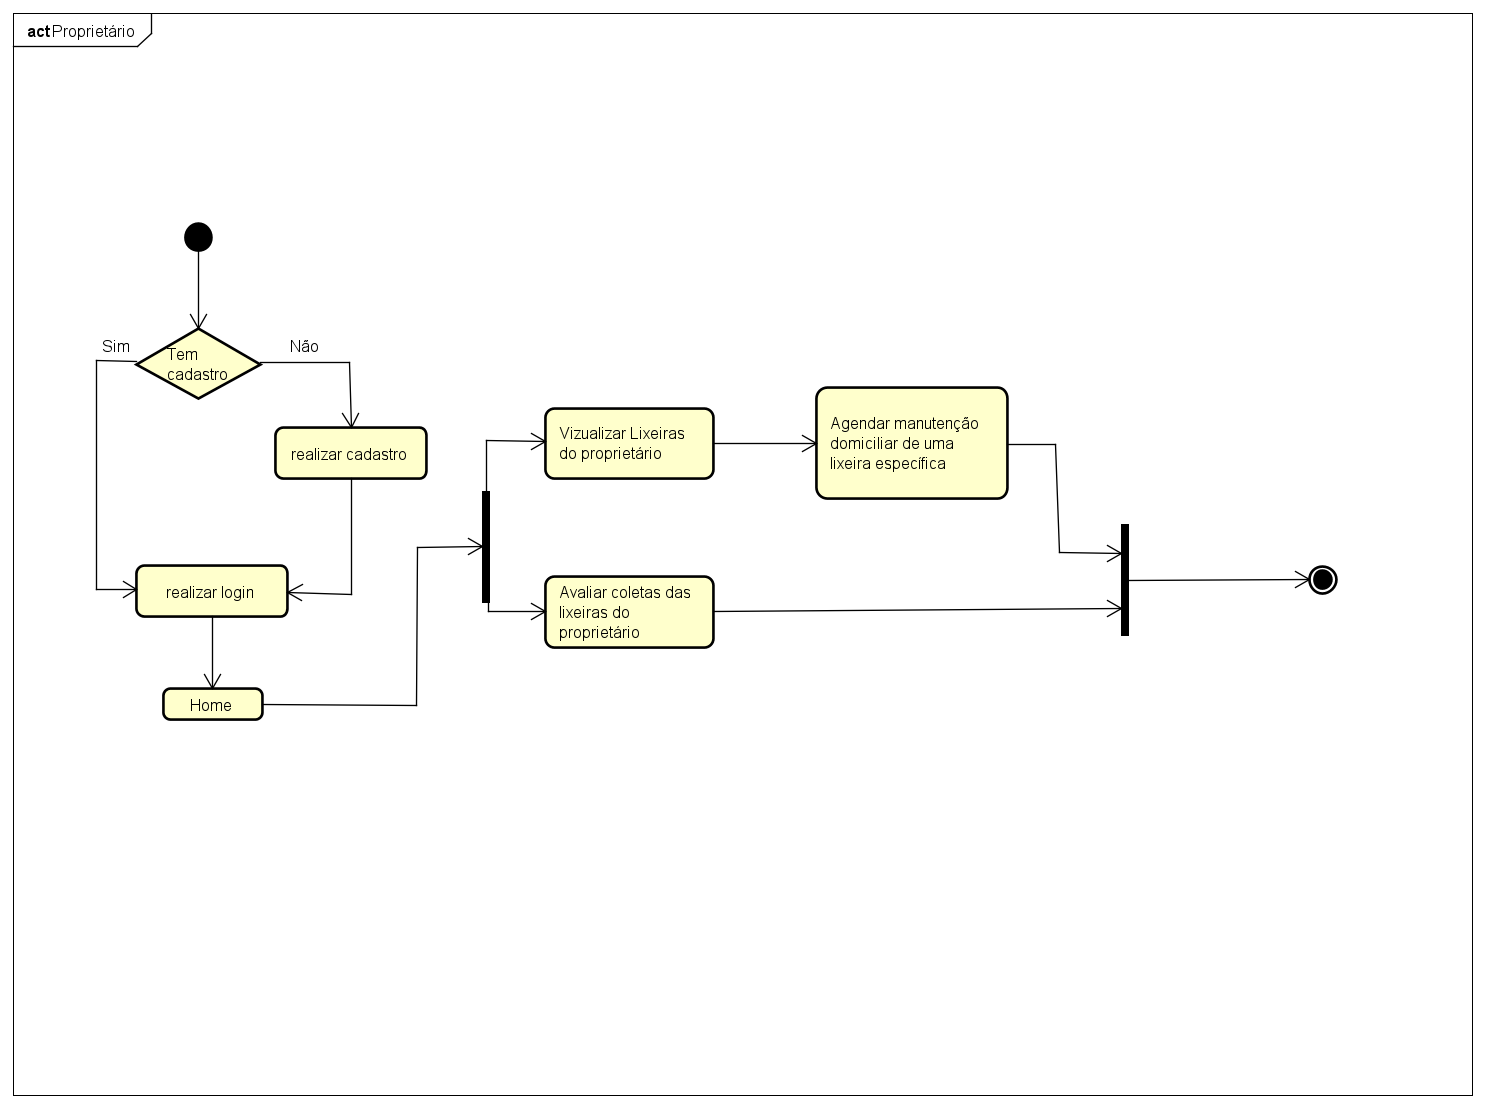 act Proprietário
Sim
Não
Tem
cadastro
realizar cadastro
realizar login
Home
Vizualizar Lixeiras
do proprietário
Agendar manutenção
domiciliar de uma
lixeira específica
Avaliar coletas das
lixeiras do
proprietário